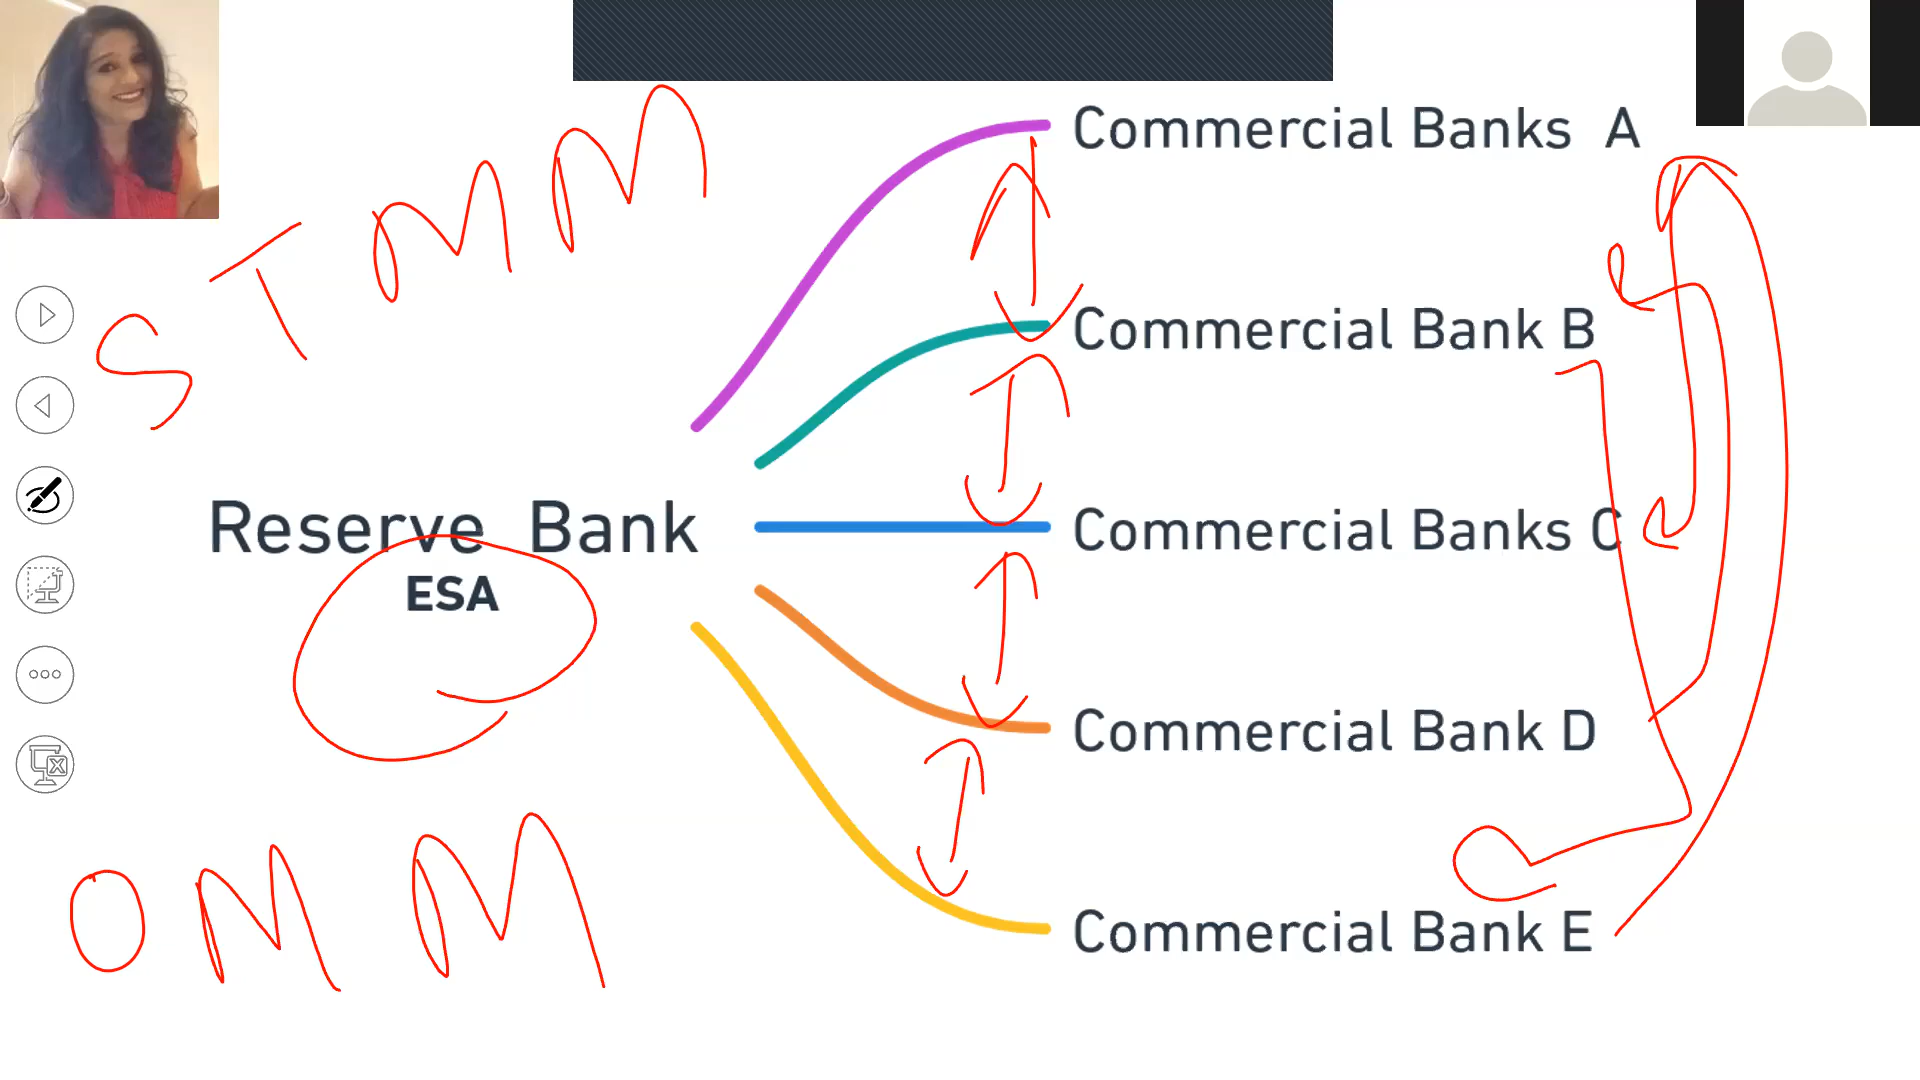 STMM
Commercial Banks A
Commercial Bank B
Reserve Bank
ESA
Commercial Banks C
Commercial Bank D
OMM
Commercial Bank E